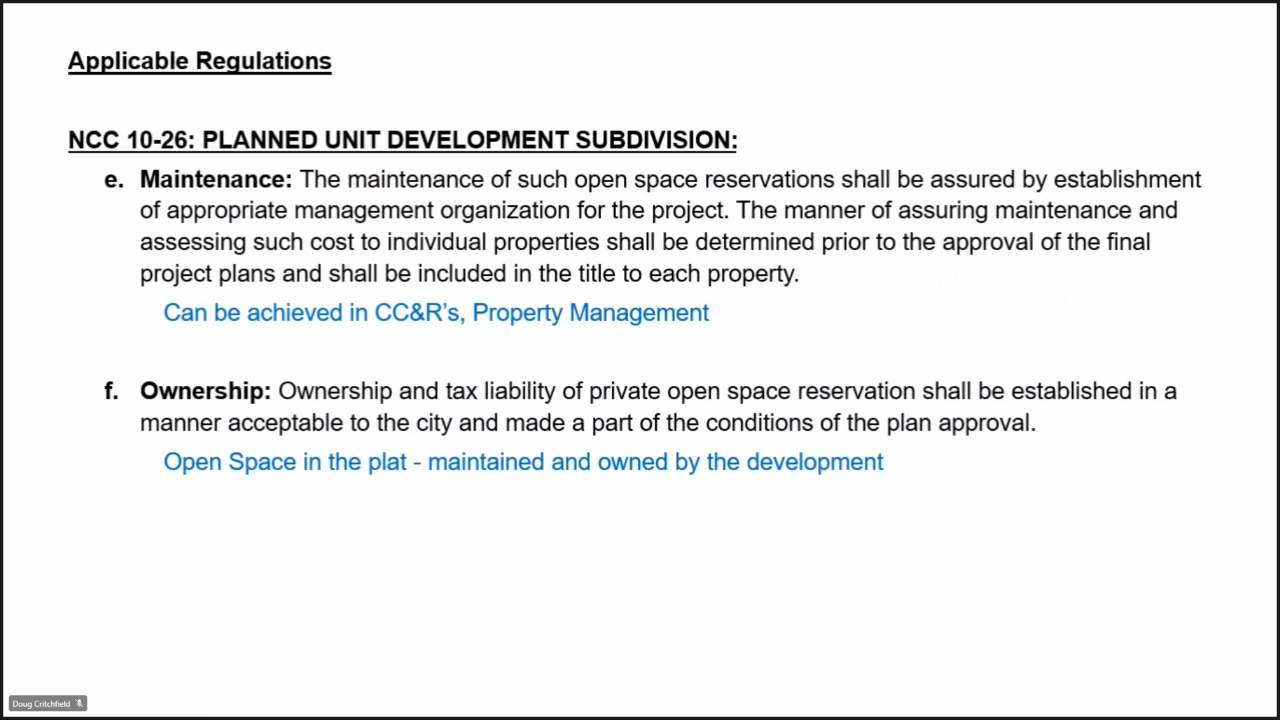 Applicable Regulations
NCC 10-26: PLANNED UNIT DEVELOPMENT SUBDIVISION:
e. Maintenance: The maintenance of such open space reservations shall be assured by establishment
of appropriate management organization for the project. The manner of assuring maintenance and
assessing such cost to individual properties shall be determined prior to the approval of the final
project plans and shall be included in the title to each property.
Can be achieved in CC&R’s, Property Management
f. Ownership: Ownership and tax liability of private open space reservation shall be established in a
manner acceptable to the city and made a part of the conditions of the plan approval.
Open Space in the plat - maintained and owned by the development
Doug Critchfield